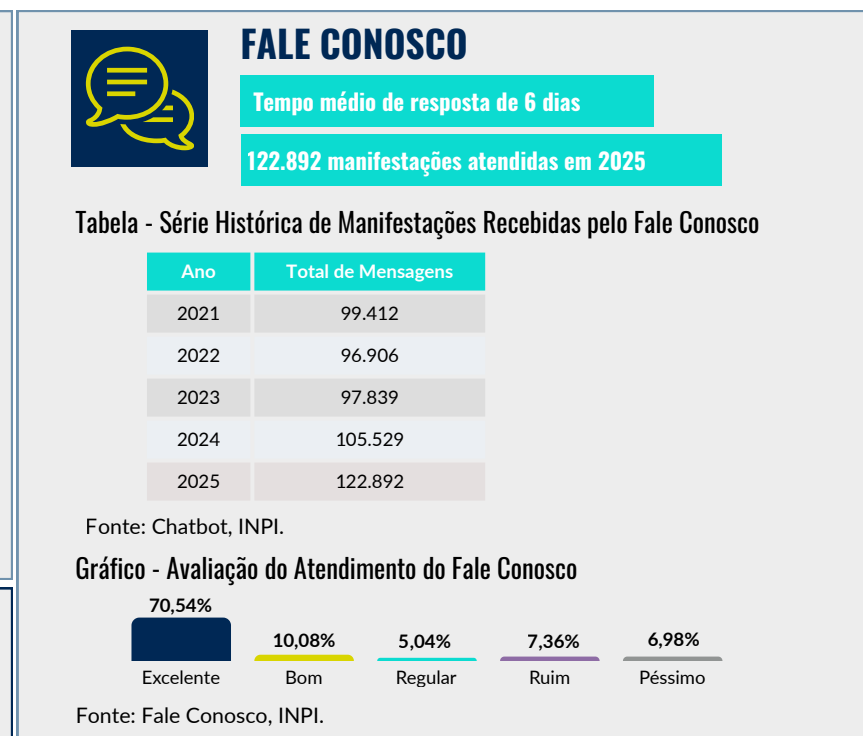 FALE CONOSCO
Tempo médio de resposta de 6 dias
122.892 manifestações atendidas em 2025
Tabela - Série Histórica de Manifestações Recebidas pelo Fale Conosco
Ano Total de Mensagens
2021 99.412
2022 96.906
2023 97.839
2024 105.529
2025 122.892
Fonte: Chatbot, INPI.
Gráfico - Avaliação do Atendimento do Fale Conosco
70,54% 10,08% 5,04% 7,36% 6,98%
Excelente Bom Regular Ruim Péssimo
Fonte: Fale Conosco, INPI.